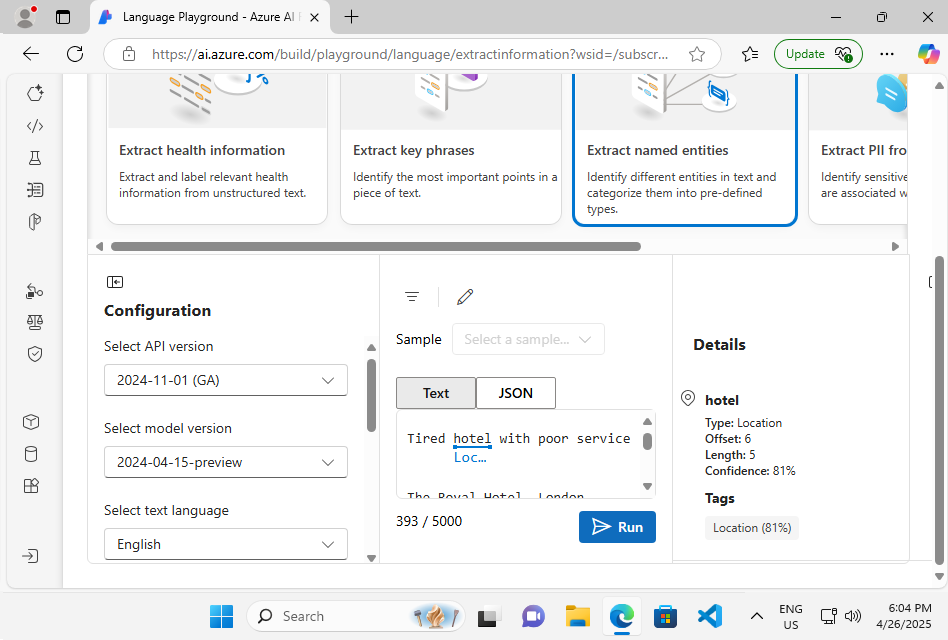 Language Playground - Azure AI
https://ai.azure.com/build/playground/language/extractinformation?wsid=/subscr...
Update
Extract health information
Extract and label relevant health
information from unstructured text.
Extract key phrases
Identify the most important points in a
piece of text.
Extract named entities
Identify different entities in text and
categorize them into pre-defined
types.
Extract PII fro
Identify sensitive
are associated w
Configuration
Select API version
2024-11-01 (GA)
Select model version
2024-04-15-preview
Select text language
English
Sample
Select a sample...
Text
JSON
Tired hotel with poor service
Loc...
The Royal Hotel, London
393 / 5000
Run
Details
hotel
Type: Location
Offset: 6
Length: 5
Confidence: 81%
Tags
Location (81%)
Search
ENG
US
6:04 PM
4/26/2025